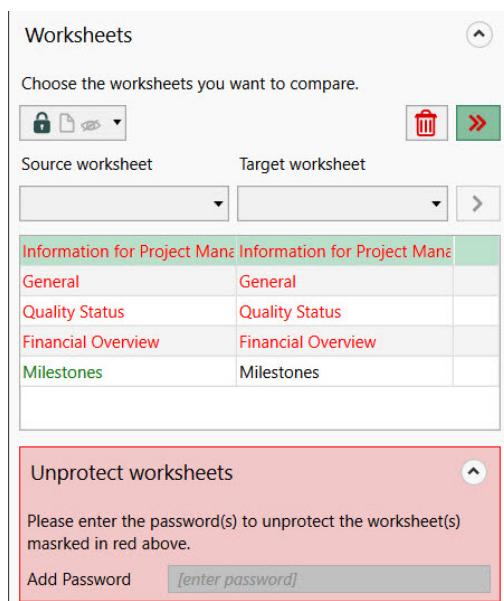 Worksheets
Choose the worksheets you want to compare.
Source worksheet Target worksheet
Information for Project Mana Information for Project Mana
General General
Quality Status Quality Status
Financial Overview Financial Overview
Milestones Milestones
Unprotect worksheets
Please enter the password(s) to unprotect the worksheet(s)
masrked in red above.
Add Password [enter password]